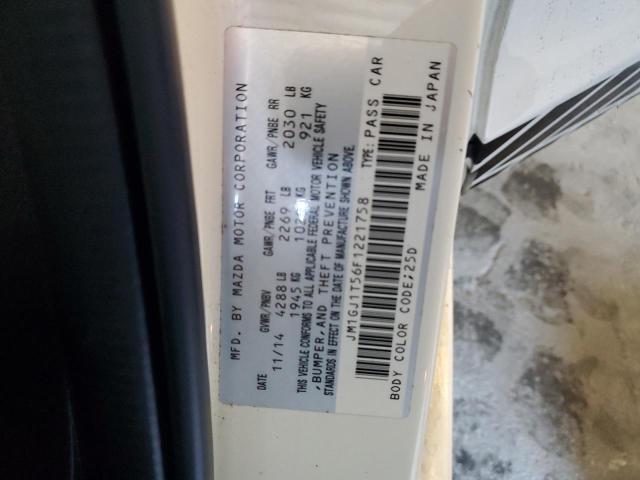 MFD. BY MAZDA MOTOR CORPORATION
DATE GVWR/PNBV GAWR/PNBE FRT GAWR/PNBE RR
11/14 4288 LB 2269 LB 2030 LB
1945 KG KG 921 KG
THIS VEHICLE CONFORMS TO ALL APPLICABLE FEDERAL MOTOR VEHICLE SAFETY
, BUMPER, AND THEFT PREVENTION
STANDARDS IN EFFECT ON THE DATE OF MANUFACTURE SHOWN ABOVE.
JM1GJ1T56F1221758 TYPE: PASS CAR
BODY COLOR CODE;25D MADE IN JAPAN